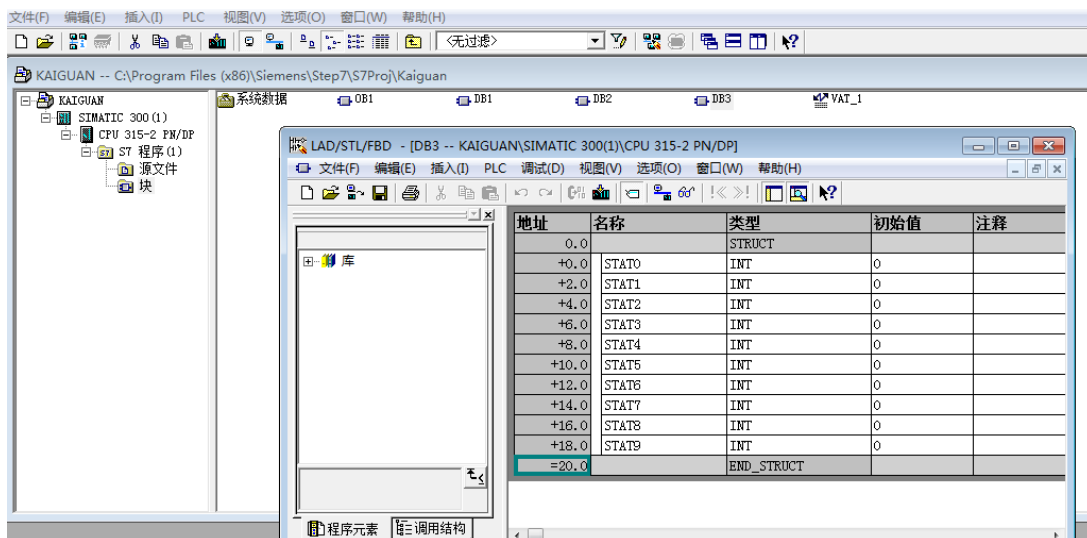 文件(F) 编辑(E) 插入(I) PLC 视图(V) 选项(O) 窗口(W) 帮助(H)
<无过滤>
KAIGUAN -- C:\Program Files (x86)\Siemens\Step7\S7Proj\Kaiguan
KAIGUAN
SIMATIC 300(1)
CPU 315-2 PN/DP
S7 程序(1)
源文件
块
系统数据 OB1 DB1 DB2 DB3 VAT_1
LAD/STL/FBD - [DB3 -- KAIGUAN\SIMATIC 300(1)\CPU 315-2 PN/DP]
文件(F) 编辑(E) 插入(I) PLC 调试(D) 视图(V) 选项(O) 窗口(W) 帮助(H)
库
程序元素 调用结构
地址 名称 类型 初始值 注释
0.0 STRUCT
+0.0 STAT0 INT 0
+2.0 STAT1 INT 0
+4.0 STAT2 INT 0
+6.0 STAT3 INT 0
+8.0 STAT4 INT 0
+10.0 STAT5 INT 0
+12.0 STAT6 INT 0
+14.0 STAT7 INT 0
+16.0 STAT8 INT 0
+18.0 STAT9 INT 0
=20.0 END_STRUCT